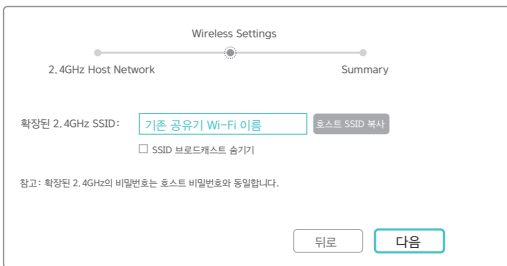 Wireless Settings
2.4GHz Host Network
Summary
확장된 2.4GHz SSID: 기존 공유기 Wi-Fi 이름 호스트 SSID 복사
SSID 브로드캐스트 숨기기
참고: 확장된 2.4GHz의 비밀번호는 호스트 비밀번호와 동일합니다.
뒤로 다음